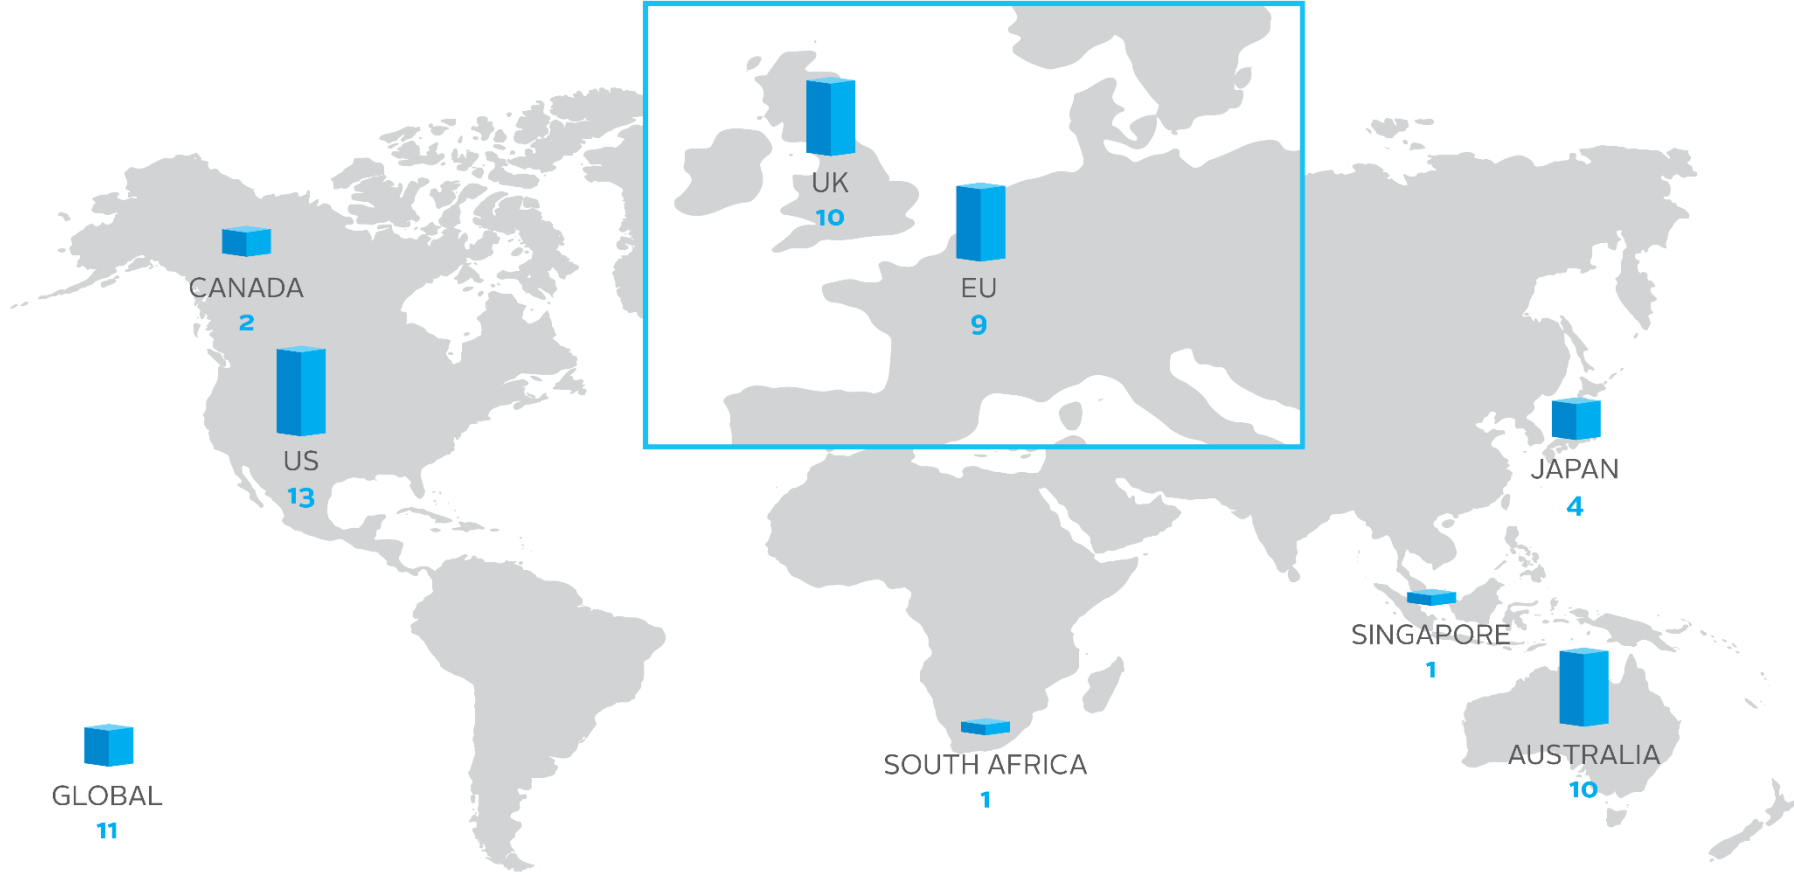 UK
10
EU
9
CANADA
2
US
13
JAPAN
4
SINGAPORE
1
AUSTRALIA
10
SOUTH AFRICA
1
GLOBAL
11